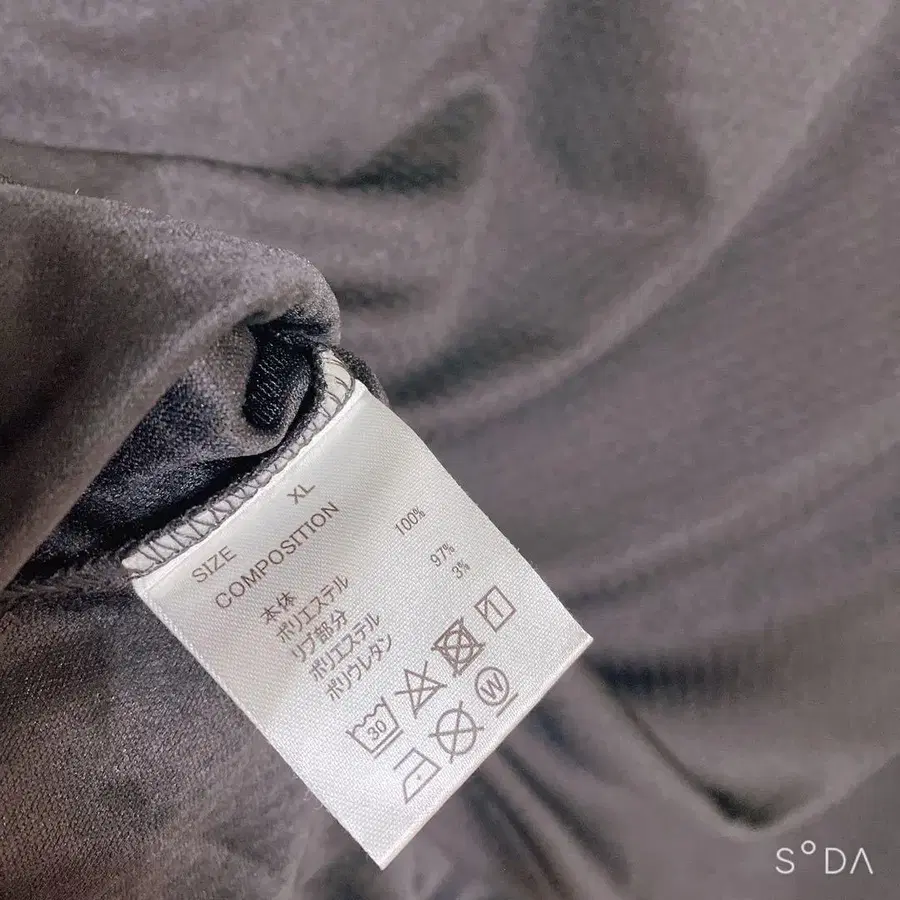 SIZE XL
COMPOSITION
本体
ポリエステル 100%
リブ部分
ポリエステル 97%
ポリウレタン 3%
30
W
SODA